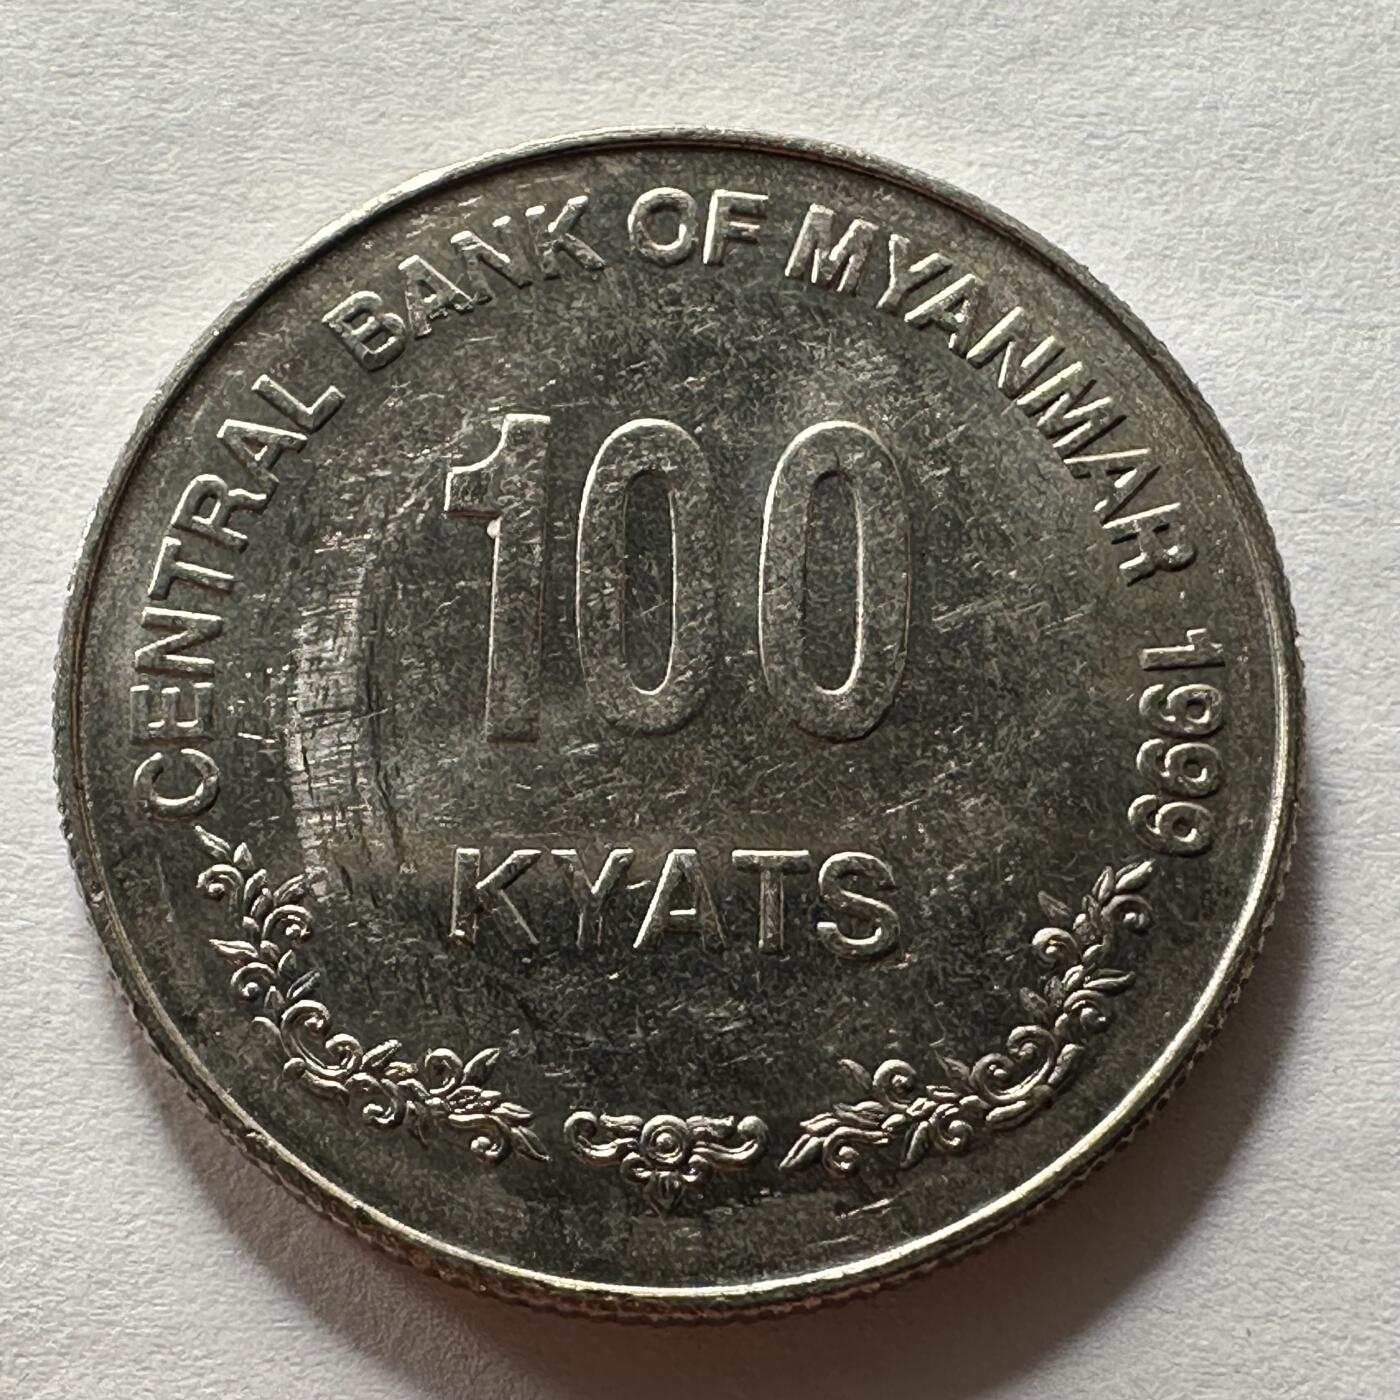 CENTRAL BANK OF MYANMAR 1999
100
KYATS